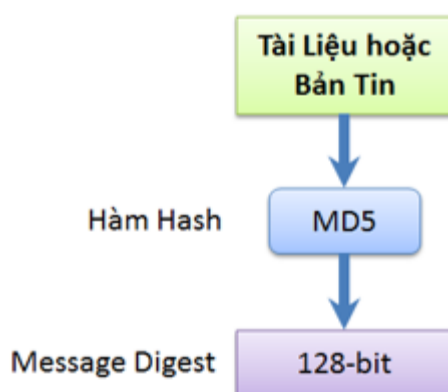 Tài Liệu hoặc
Bản Tin
Hàm Hash
MD5
Message Digest
128-bit